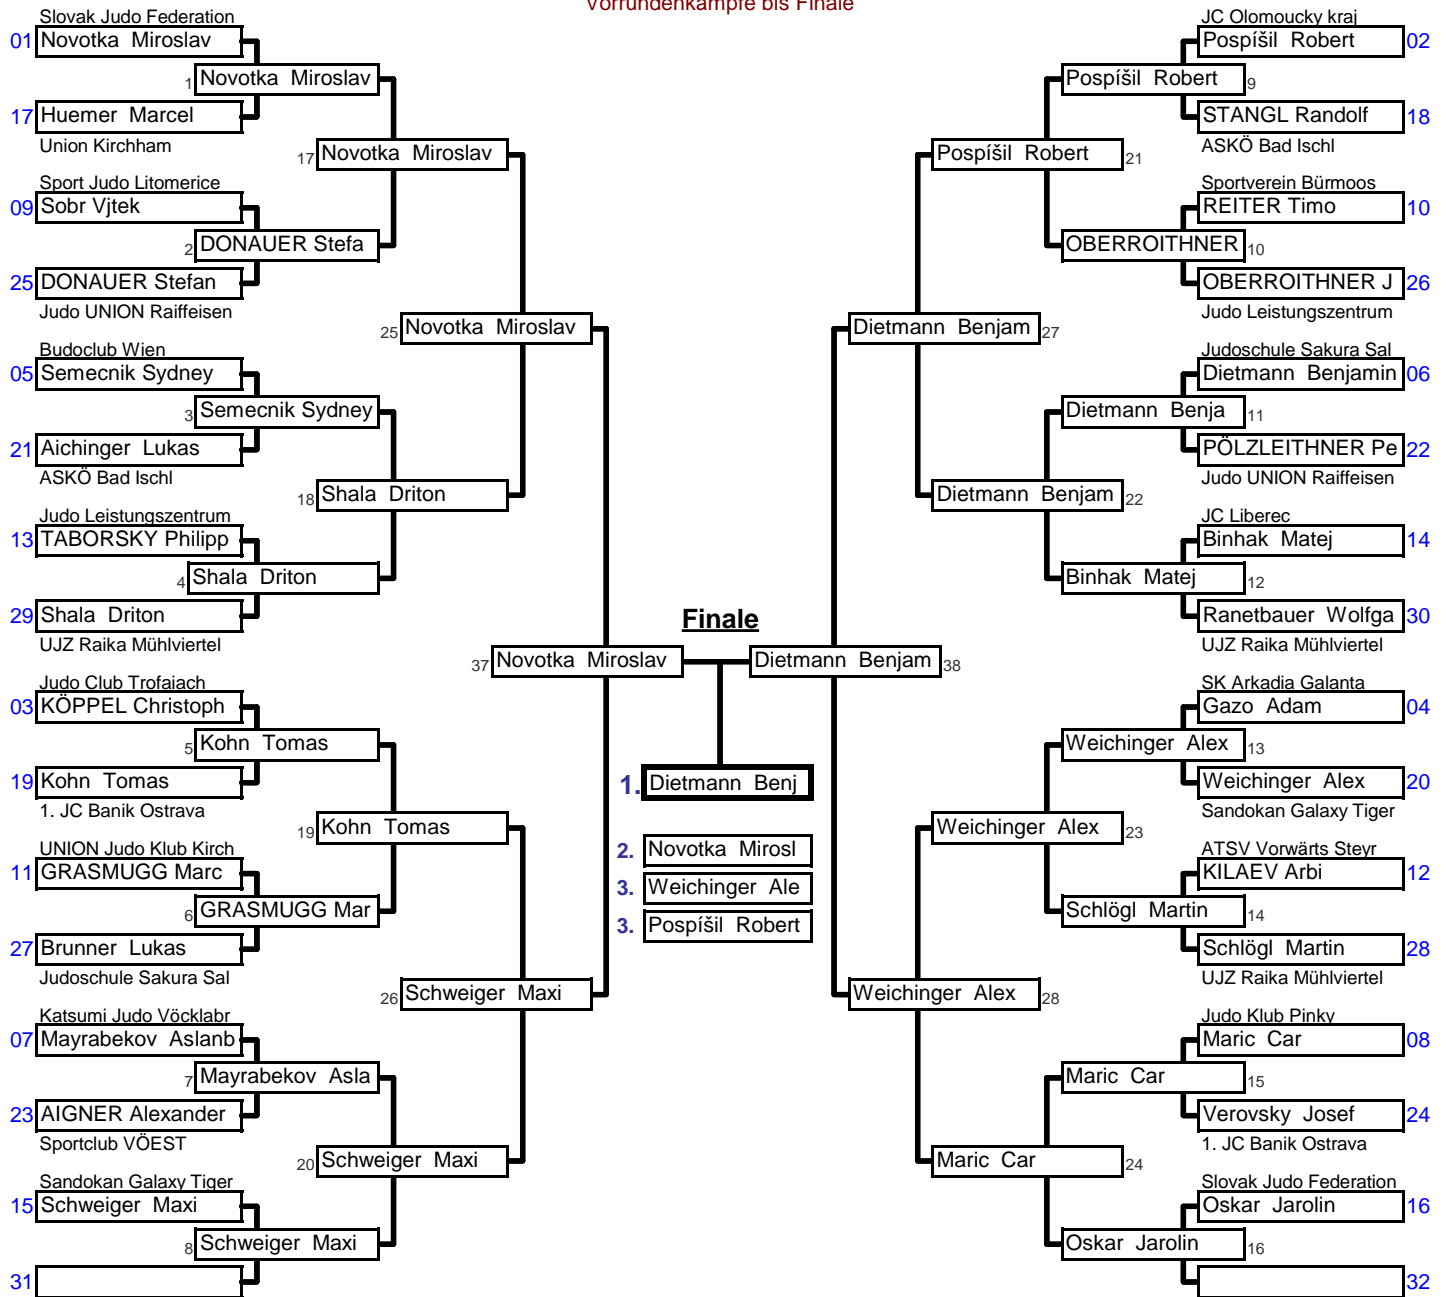 Vorrundenkämpfe bis Finale
Slovak Judo Federation
01 Novotka Miroslav
1 Novotka Miroslav
17 Huemer Marcel
Union Kirchham
17 Novotka Miroslav
Sport Judo Litomerice
09 Sobr Vjtek
2 DONAUER Stefa
25 DONAUER Stefan
Judo UNION Raiffeisen
25 Novotka Miroslav
Budoclub Wien
05 Semecnik Sydney
3 Semecnik Sydney
21 Aichinger Lukas
ASKÖ Bad Ischl
18 Shala Driton
Judo Leistungszentrum
13 TABORSKY Philipp
4 Shala Driton
29 Shala Driton
UJZ Raika Mühlviertel
37 Novotka Miroslav
Judo Club Trofaiach
03 KÖPPEL Christoph
5 Kohn Tomas
19 Kohn Tomas
1. JC Banik Ostrava
19 Kohn Tomas
UNION Judo Klub Kirch
11 GRASMUGG Marc
6 GRASMUGG Mar
27 Brunner Lukas
Judoschule Sakura Sal
26 Schweiger Maxi
Katsumi Judo Vöcklabr
07 Mayrabekov Aslanb
7 Mayrabekov Asla
23 AIGNER Alexander
Sportclub VÖEST
20 Schweiger Maxi
Sandokan Galaxy Tiger
15 Schweiger Maxi
8 Schweiger Maxi
31
Finale
1. Dietmann Benj
2. Novotka Mirosl
3. Weichinger Ale
3. Pospíšil Robert
JC Olomoucky kraj
Pospíšil Robert 02
Pospíšil Robert 9
STANGL Randolf 18
ASKÖ Bad Ischl
Pospíšil Robert 21
Sportverein Bürmoos
REITER Timo 10
OBERROITHNER 10
OBERROITHNER J 26
Judo Leistungszentrum
Dietmann Benjam 27
Judoschule Sakura Sal
Dietmann Benjamin 06
Dietmann Benja 11
PÖLZLEITHNER Pe 22
Judo UNION Raiffeisen
Dietmann Benjam 22
JC Liberec
Binhak Matej 14
Binhak Matej 12
Ranetbauer Wolfga 30
UJZ Raika Mühlviertel
Dietmann Benjam 38
SK Arkadia Galanta
Gazo Adam 04
Weichinger Alex 13
Weichinger Alex 20
Sandokan Galaxy Tiger
Weichinger Alex 23
ATSV Vorwärts Steyr
KILAEV Arbi 12
Schlögl Martin 14
Schlögl Martin 28
UJZ Raika Mühlviertel
Weichinger Alex 28
Judo Klub Pinky
Maric Car 08
Maric Car 15
Verovsky Josef 24
1. JC Banik Ostrava
Maric Car 24
Slovak Judo Federation
Oskar Jarolin 16
Oskar Jarolin 16
32